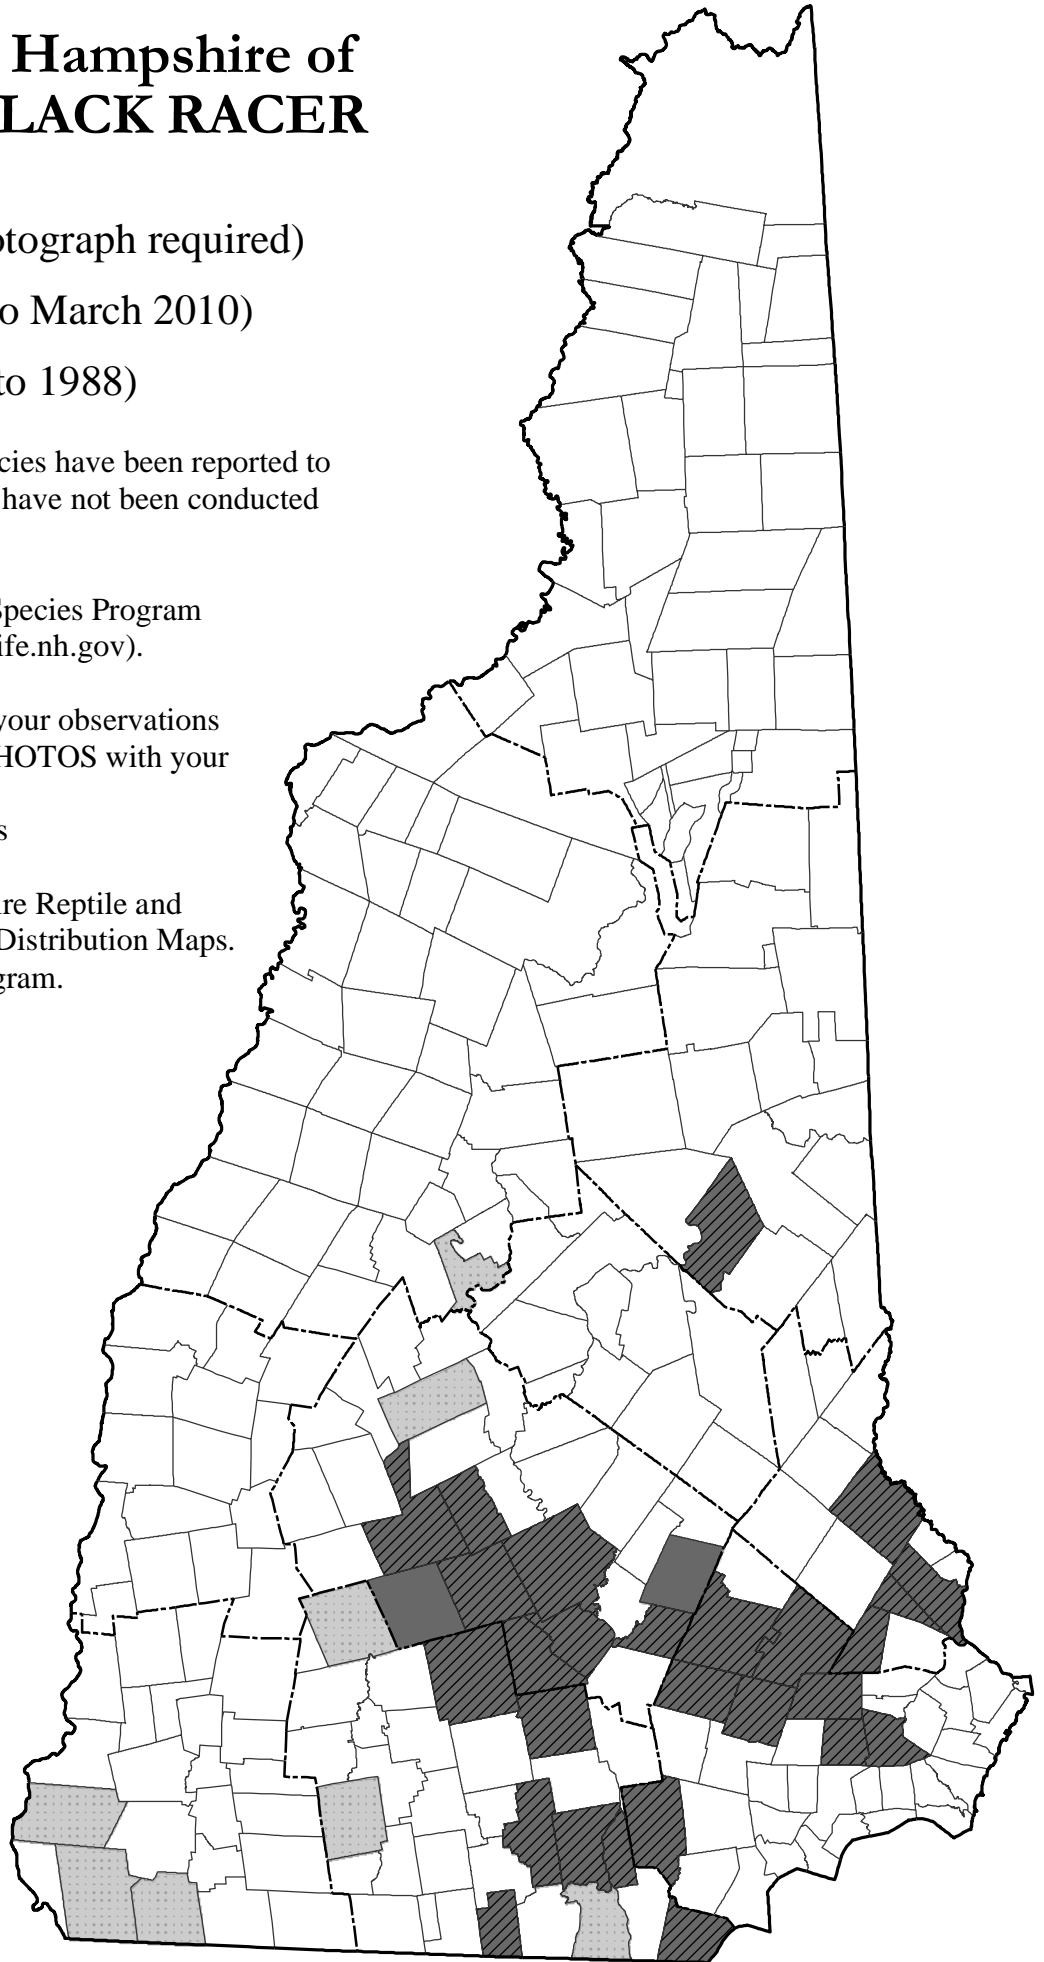 Hampshire of
LACK RACER
otograph required)
o March 2010)
to 1988)
cies have been reported to
have not been conducted
Species Program
ife.nh.gov).
your observations
HOTOS with your
s
ire Reptile and
Distribution Maps.
gram.